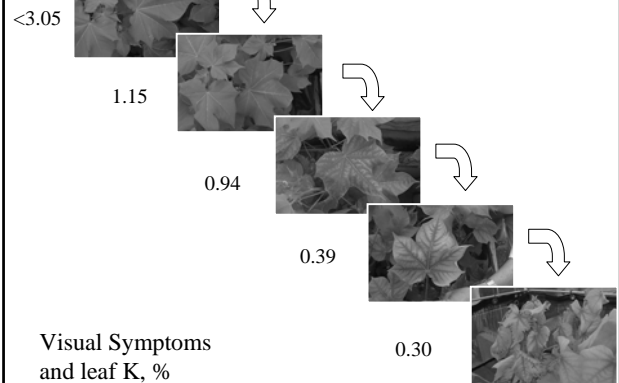 <3.05
1.15
0.94
0.39
0.30
Visual Symptoms
and leaf K, %